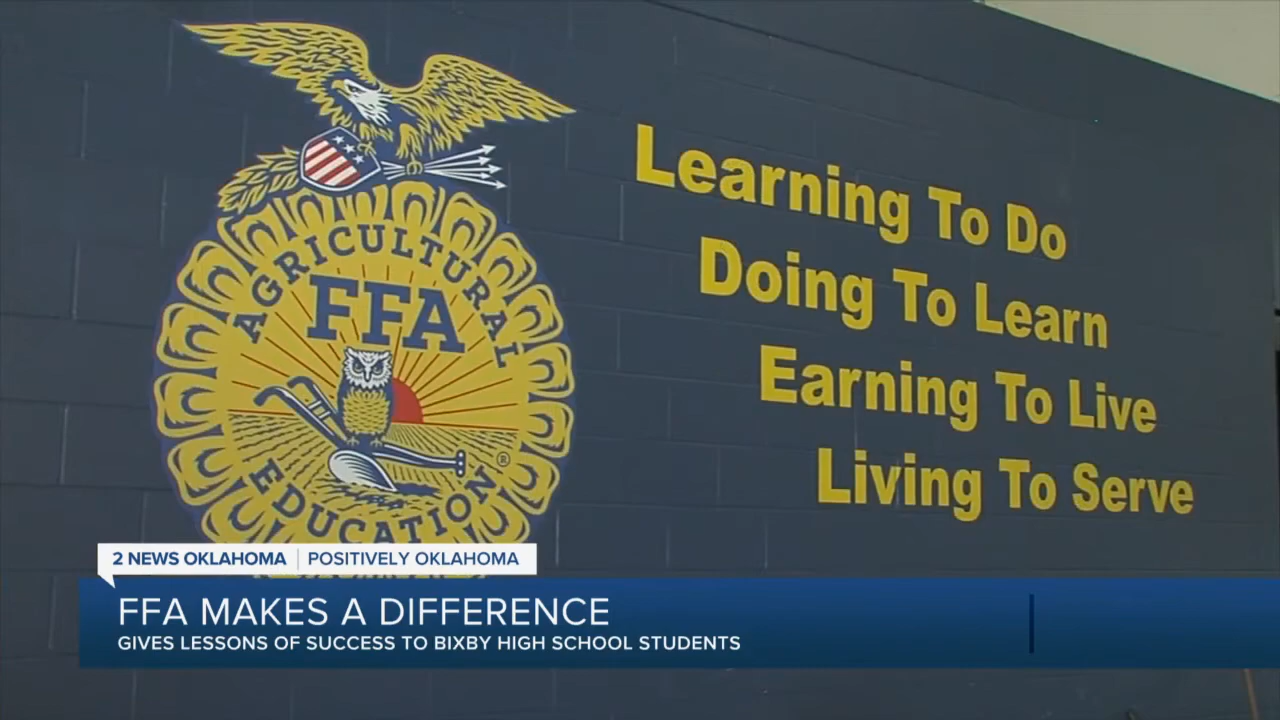 AGRICULTURAL
FFA
EDUCATION®
Learning To Do
Doing To Learn
Earning To Live
Living To Serve
2 NEWS OKLAHOMA | POSITIVELY OKLAHOMA
FFA MAKES A DIFFERENCE
GIVES LESSONS OF SUCCESS TO BIXBY HIGH SCHOOL STUDENTS